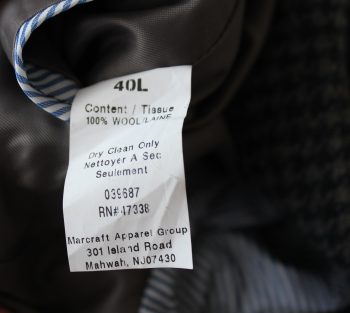 40L
Content / Tissue
100% WOOL/LAINE
Dry Clean Only
Nettoyer A Sec
Seulement
039687
RN#47338
Marcraft Apparel Group
301 Island Road
Mahwah, NJ07430